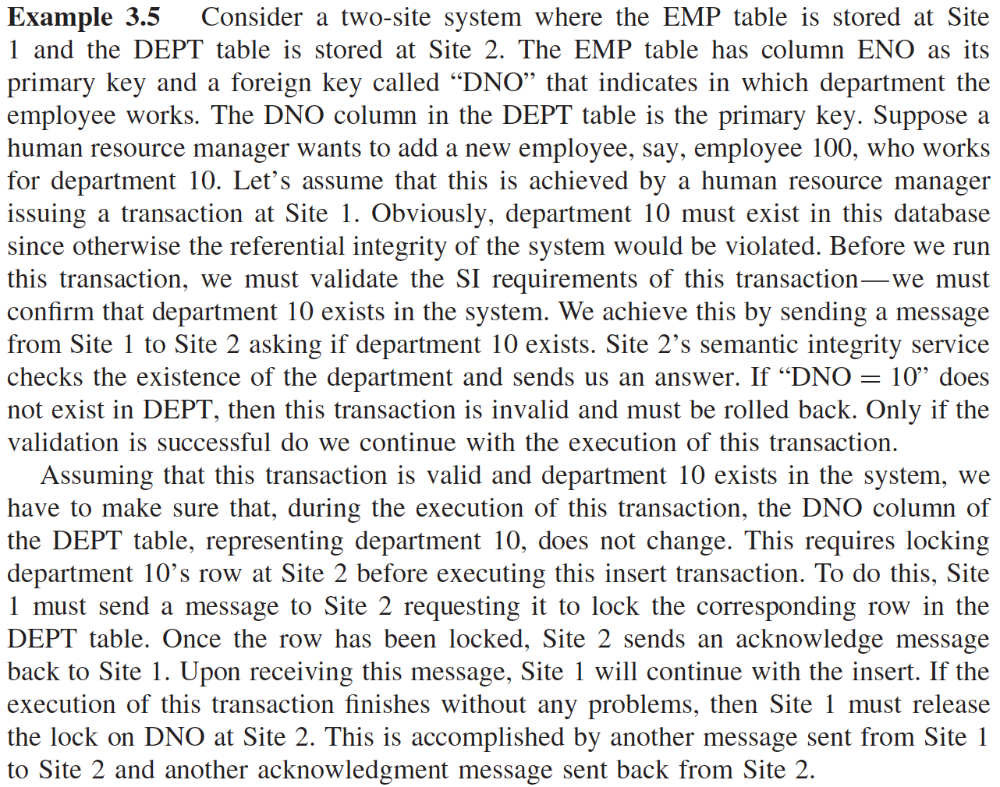 Example 3.5 Consider a two-site system where the EMP table is stored at Site
1 and the DEPT table is stored at Site 2. The EMP table has column ENO as its
primary key and a foreign key called “DNO” that indicates in which department the
employee works. The DNO column in the DEPT table is the primary key. Suppose a
human resource manager wants to add a new employee, say, employee 100, who works
for department 10. Let’s assume that this is achieved by a human resource manager
issuing a transaction at Site 1. Obviously, department 10 must exist in this database
since otherwise the referential integrity of the system would be violated. Before we run
this transaction, we must validate the SI requirements of this transaction—we must
confirm that department 10 exists in the system. We achieve this by sending a message
from Site 1 to Site 2 asking if department 10 exists. Site 2’s semantic integrity service
checks the existence of the department and sends us an answer. If “DNO = 10” does
not exist in DEPT, then this transaction is invalid and must be rolled back. Only if the
validation is successful do we continue with the execution of this transaction.
Assuming that this transaction is valid and department 10 exists in the system, we
have to make sure that, during the execution of this transaction, the DNO column of
the DEPT table, representing department 10, does not change. This requires locking
department 10’s row at Site 2 before executing this insert transaction. To do this, Site
1 must send a message to Site 2 requesting it to lock the corresponding row in the
DEPT table. Once the row has been locked, Site 2 sends an acknowledge message
back to Site 1. Upon receiving this message, Site 1 will continue with the insert. If the
execution of this transaction finishes without any problems, then Site 1 must release
the lock on DNO at Site 2. This is accomplished by another message sent from Site 1
to Site 2 and another acknowledgment message sent back from Site 2.